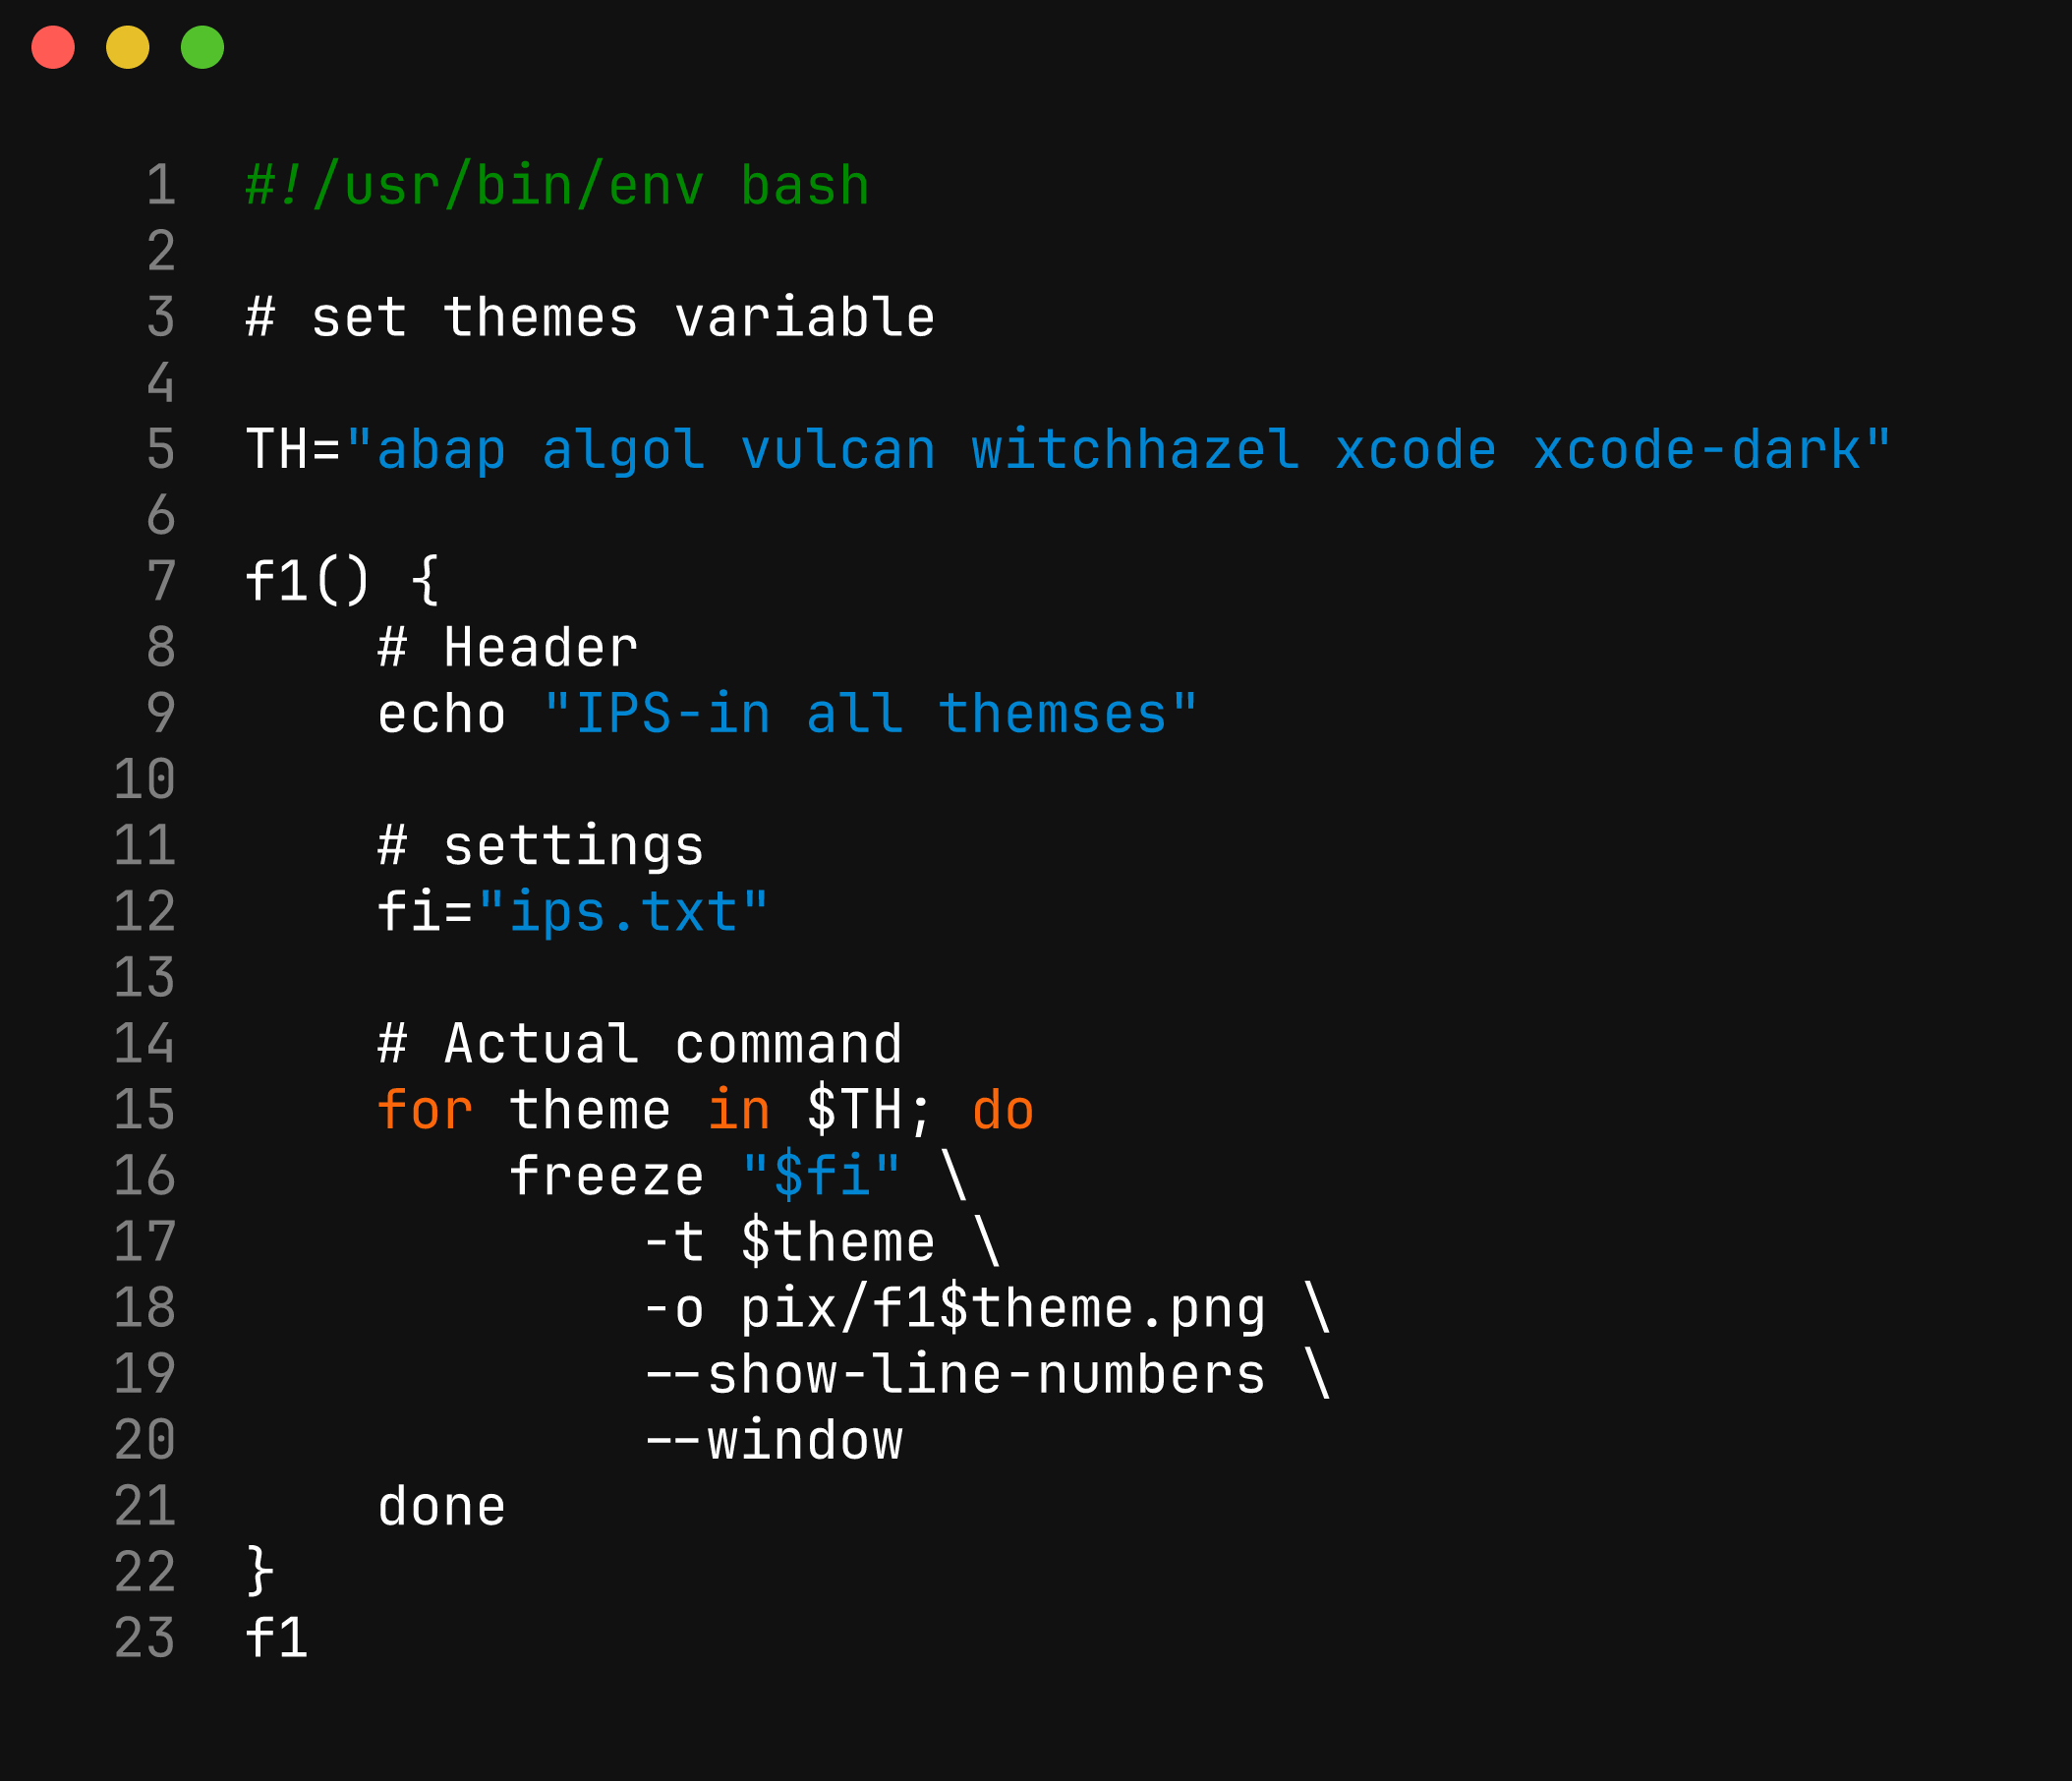 1 #!/usr/bin/env bash
2
3 # set themes variable
4
5 TH="abap algol vulcan witchhazel xcode xcode-dark"
6
7 f1() {
8     # Header
9     echo "IPS-in all themses"
10
11     # settings
12     fi="ips.txt"
13
14     # Actual command
15     for theme in $TH; do
16         freeze "$fi" \
17             -t $theme \
18             -o pix/f1$theme.png \
19             --show-line-numbers \
20             --window
21     done
22 }
23 f1